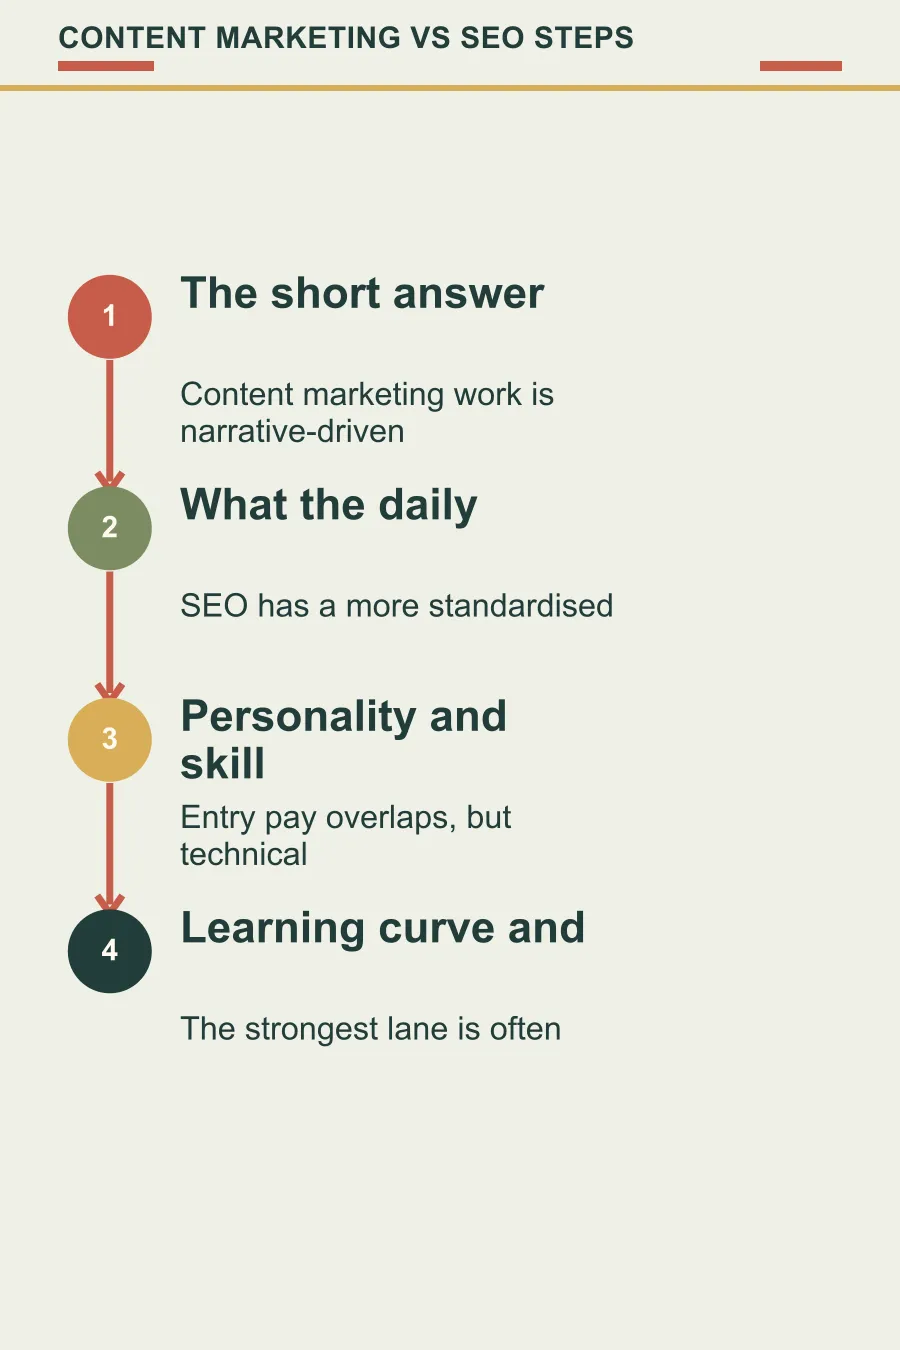 CONTENT MARKETING VS SEO STEPS
1
The short answer
Content marketing work is
narrative-driven
2
What the daily
SEO has a more standardised
3
Personality and
skill
Entry pay overlaps, but
technical
4
Learning curve and
The strongest lane is often